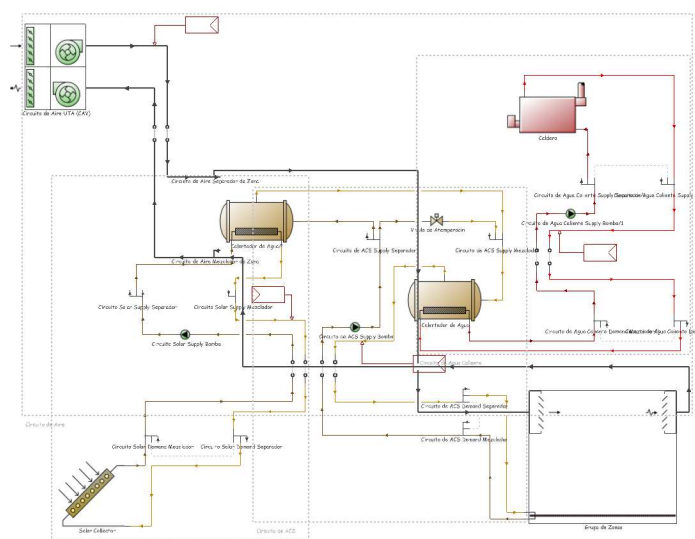 Circuito de Aire UTA (CAV)
Caldera
Circuito de Aire Separador de Zona
Circuito de Agua Caliente Supply
Circuito de Agua Caliente Supply
Circuito de Agua Caliente Supply Bomba 1
Calentador de Agua
Circuito de ACS Supply Separador
Circuito de ACS Supply Mezclador
Circuito de Aire Mezclador de Zona
Circuito Solar Supply Separador
Circuito Solar Supply Mezclador
Calentador de Agua
Circuito Solar Supply Bomba
Circuito de ACS Supply Bomba
Circuito de Agua Caliente
Circuito de ACS Demand Separador
Circuito de Aire
Circuito de ACS Demand Mezclador
Circuito Solar Demand Mezclador
Circuito Solar Demand Separador
Solar Collector
Circuito de ACS
Grupo de Zonas